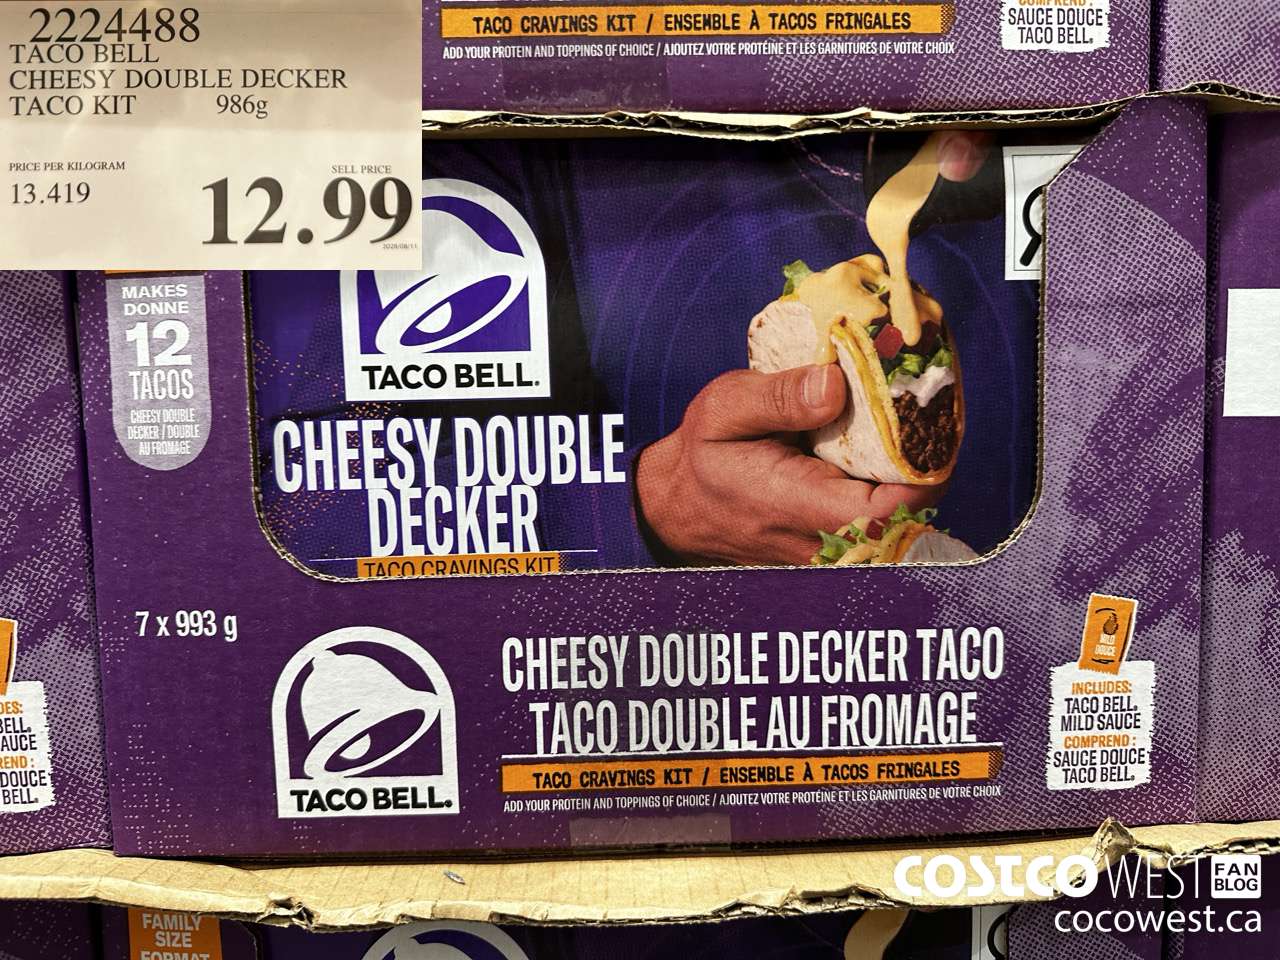 2224488
TACO BELL
CHEESY DOUBLE DECKER
TACO KIT 986g
PRICE PER KILOGRAM
13.419
SELL PRICE
12.99
TACO CRAVINGS KIT / ENSEMBLE À TACOS FRINGALES
ADD YOUR PROTEIN AND TOPPINGS OF CHOICE / AJOUTEZ VOTRE PROTÉINE ET LES GARNITURES DE VOTRE CHOIX
SAUCE DOUCE
TACO BELL.
MAKES
DONNE
12
TACOS
CHEESY DOUBLE
DECKER / DOUBLE
AU FROMAGE
TACO BELL.
CHEESY DOUBLE
DECKER
TACO CRAVINGS KIT
7 x 993 g
TACO BELL.
CHEESY DOUBLE DECKER TACO
TACO DOUBLE AU FROMAGE
TACO CRAVINGS KIT / ENSEMBLE À TACOS FRINGALES
ADD YOUR PROTEIN AND TOPPINGS OF CHOICE / AJOUTEZ VOTRE PROTÉINE ET LES GARNITURES DE VOTRE CHOIX
MILD
DOUCE
INCLUDES:
TACO BELL.
MILD SAUCE
COMPREND :
SAUCE DOUCE
TACO BELL.
DOUCE
BELL.
FAMILY
SIZE
FORMAT
COSTCO WEST FAN BLOG
cocowest.ca